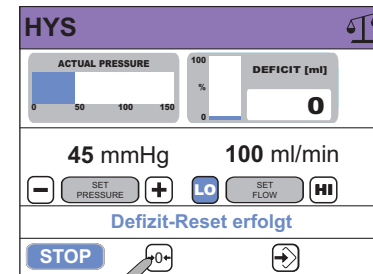 HYS
ACTUAL PRESSURE
0 50 100 150
100
%
0
DEFICIT [ml]
0
45 mmHg
100 ml/min
SET PRESSURE
LO
SET FLOW
HI
Defizit-Reset erfolgt
STOP
0